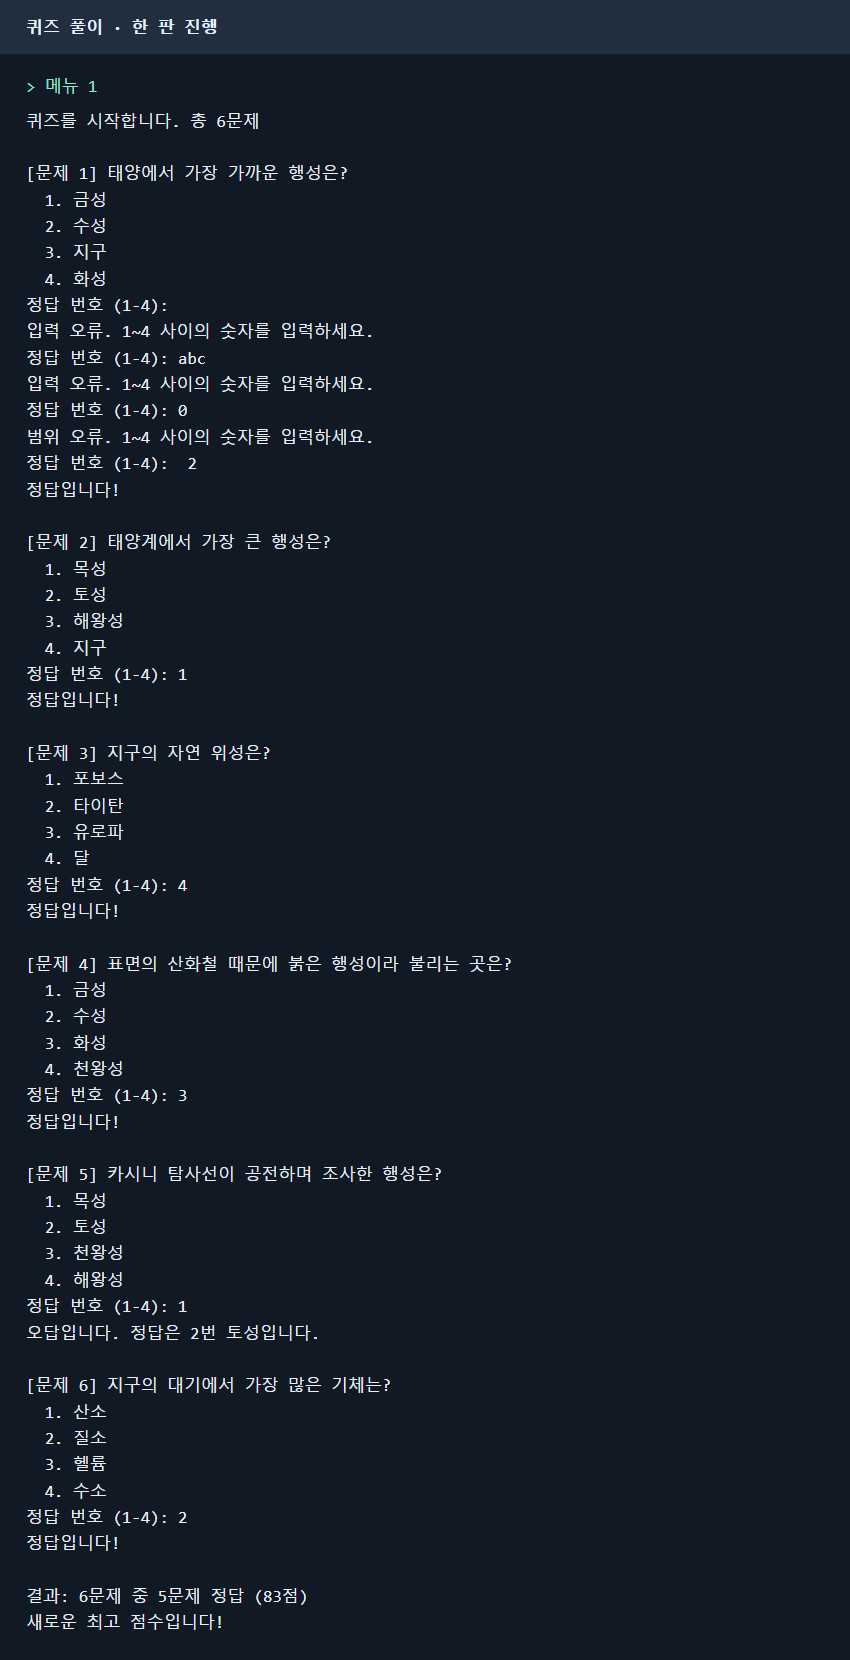 퀴즈 풀이 · 한 판 진행
> 메뉴 1
퀴즈를 시작합니다. 총 6문제
[문제 1] 태양에서 가장 가까운 행성은?
1. 금성
2. 수성
3. 지구
4. 화성
정답 번호 (1-4):
입력 오류. 1~4 사이의 숫자를 입력하세요.
정답 번호 (1-4): abc
입력 오류. 1~4 사이의 숫자를 입력하세요.
정답 번호 (1-4): 0
범위 오류. 1~4 사이의 숫자를 입력하세요.
정답 번호 (1-4):  2
정답입니다!
[문제 2] 태양계에서 가장 큰 행성은?
1. 목성
2. 토성
3. 해왕성
4. 지구
정답 번호 (1-4): 1
정답입니다!
[문제 3] 지구의 자연 위성은?
1. 포보스
2. 타이탄
3. 유로파
4. 달
정답 번호 (1-4): 4
정답입니다!
[문제 4] 표면의 산화철 때문에 붉은 행성이라 불리는 곳은?
1. 금성
2. 수성
3. 화성
4. 천왕성
정답 번호 (1-4): 3
정답입니다!
[문제 5] 카시니 탐사선이 공전하며 조사한 행성은?
1. 목성
2. 토성
3. 천왕성
4. 해왕성
정답 번호 (1-4): 1
오답입니다. 정답은 2번 토성입니다.
[문제 6] 지구의 대기에서 가장 많은 기체는?
1. 산소
2. 질소
3. 헬륨
4. 수소
정답 번호 (1-4): 2
정답입니다!
결과: 6문제 중 5문제 정답 (83점)
새로운 최고 점수입니다!